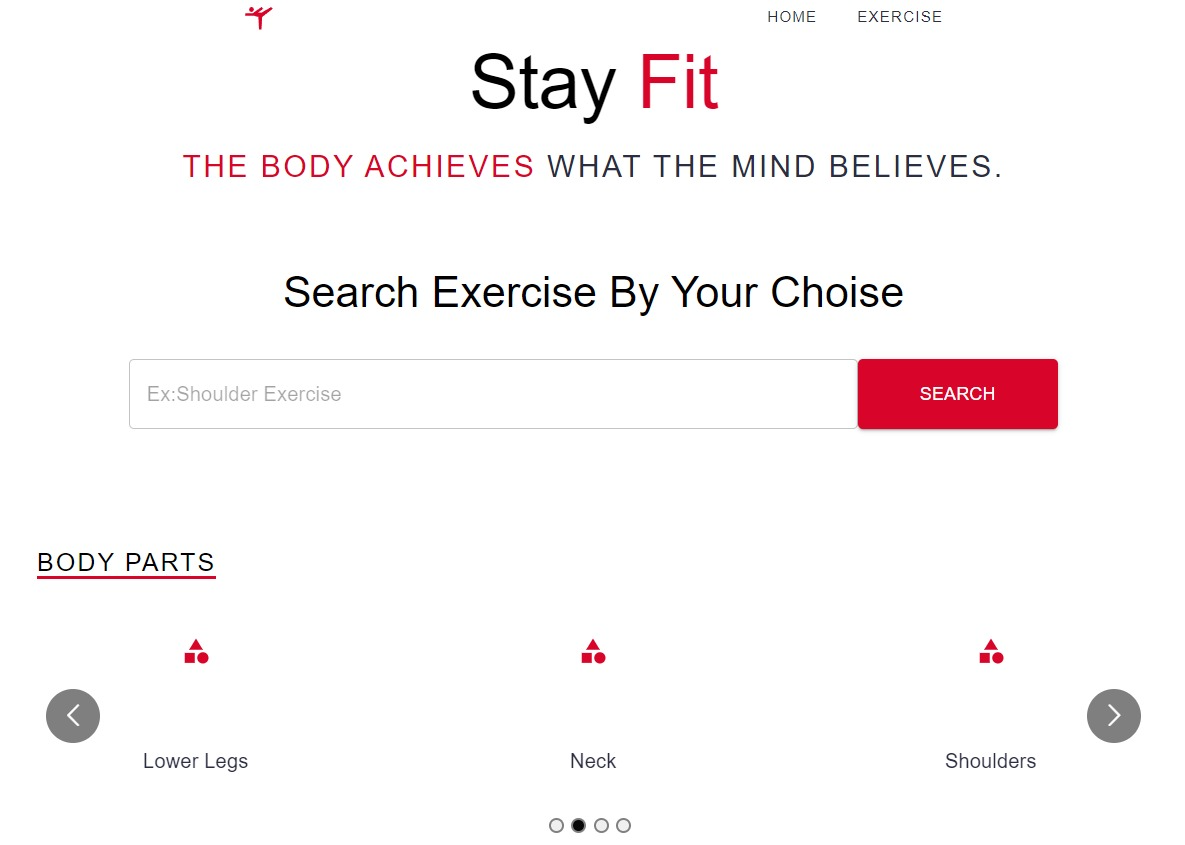 HOME EXERCISE
Stay Fit
THE BODY ACHIEVES WHAT THE MIND BELIEVES.
Search Exercise By Your Choise
Ex:Shoulder Exercise SEARCH
BODY PARTS
Lower Legs Neck Shoulders